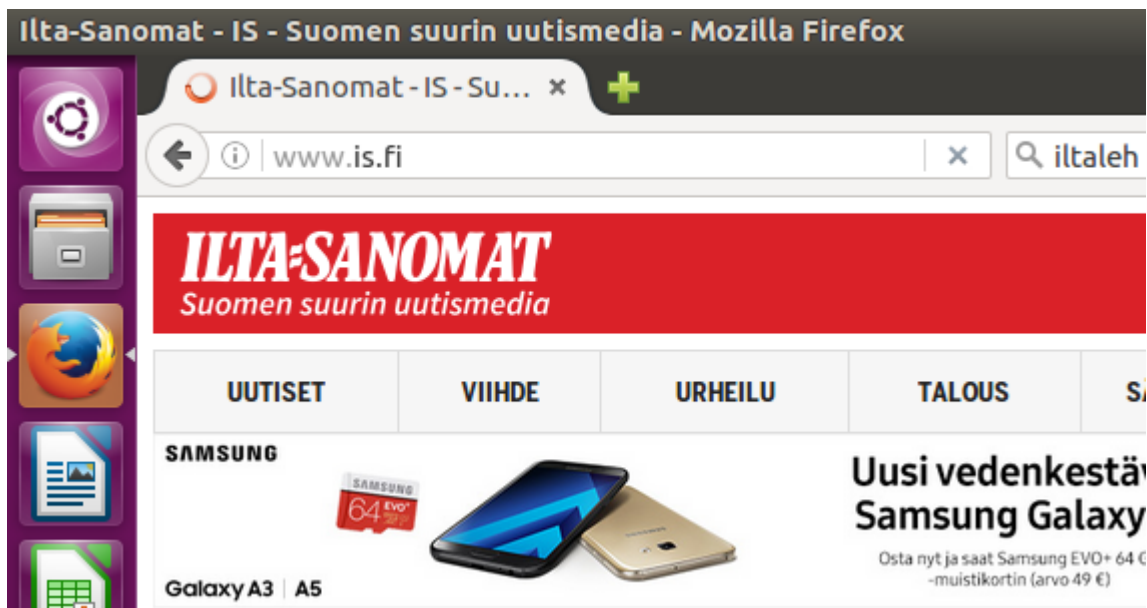 Ilta-Sanomat - IS - Suomen suurin uutismedia - Mozilla Firefox
Ilta-Sanomat - IS - Su...
www.is.fi
iltaleh
ILTA-SANOMAT
Suomen suurin uutismedia
UUTISET VIIHDE URHEILU TALOUS
SAMSUNG
SAMSUNG
64 EVO+
Uusi vedenkestäv
Samsung Galaxy
Osta nyt ja saat Samsung EVO+ 64 G
-muistikortin (arvo 49 €)
Galaxy A3 | A5